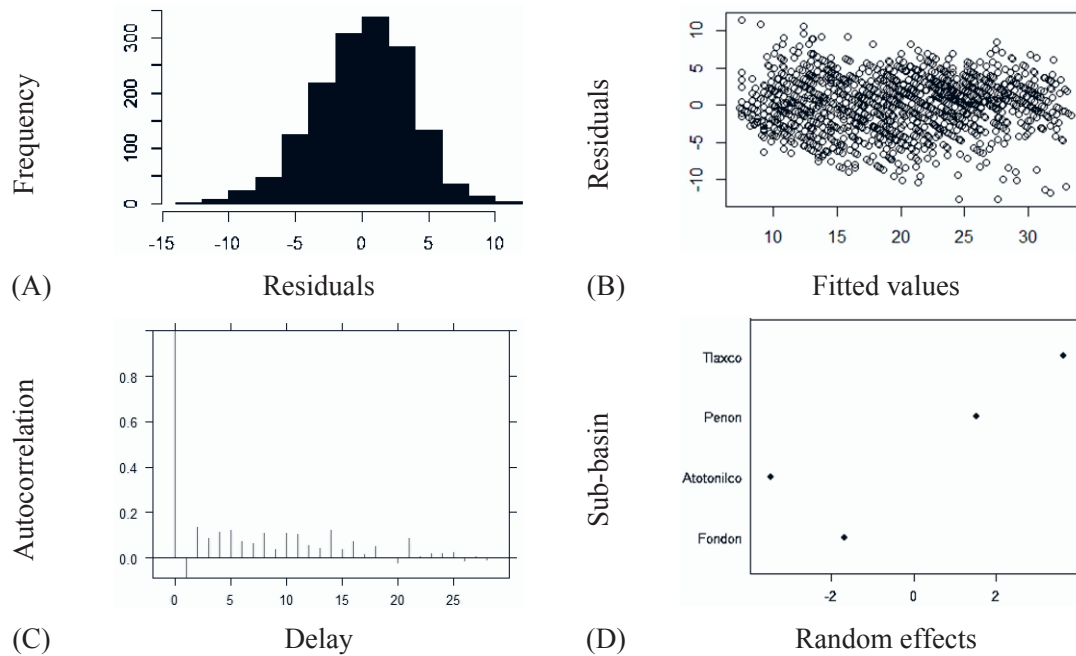 Frequency
0 100 200 300
-15 -10 -5 0 5 10
(A) Residuals
Residuals
-10 -5 0 5 10
10 15 20 25 30
(B) Fitted values
Autocorrelation
0.0 0.2 0.4 0.6 0.8
0 5 10 15 20 25
(C) Delay
Sub-basin
Tlaxco
Penon
Atotonilco
Fondon
-2 0 2
(D) Random effects